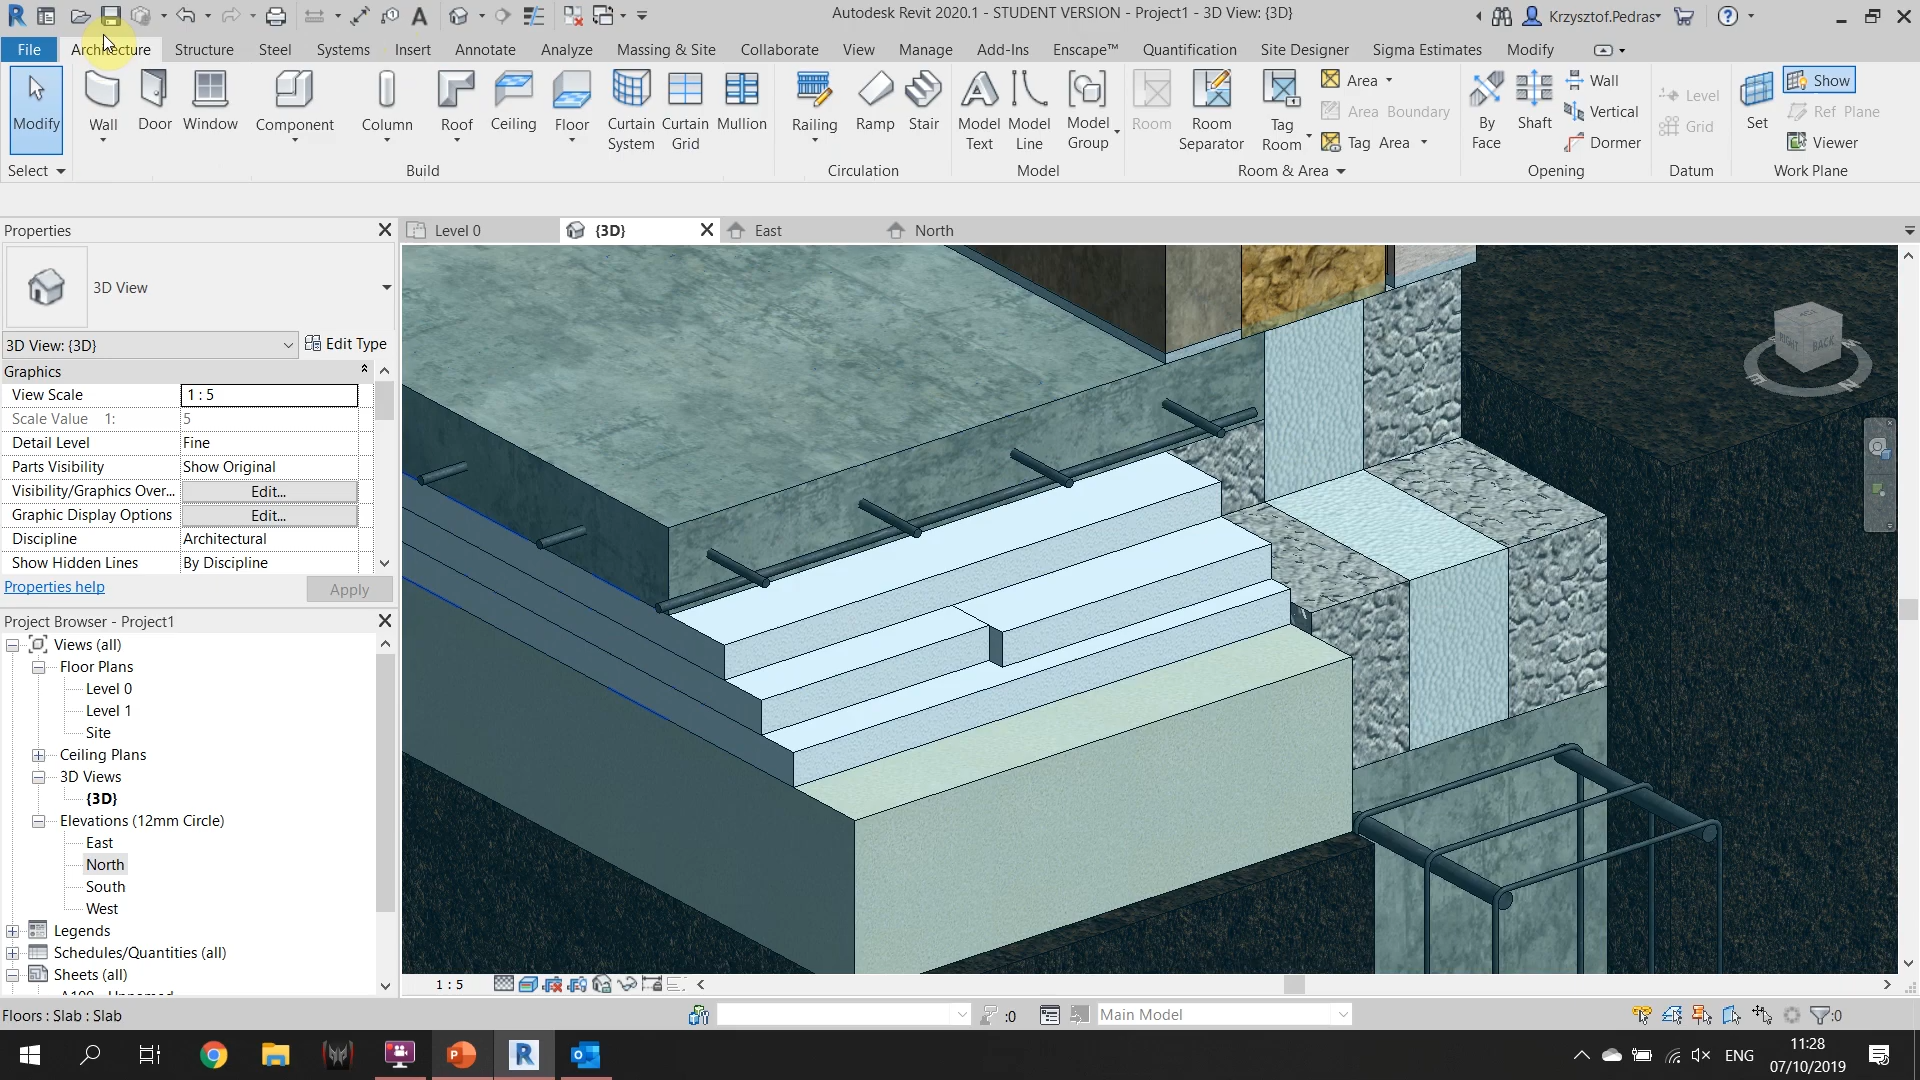 Autodesk Revit 2020.1 - STUDENT VERSION - Project1 - 3D View: {3D}
Krzysztof.Pedras
File Architecture Structure Steel Systems Insert Annotate Analyze Massing & Site Collaborate View Manage Add-Ins Enscape™ Quantification Site Designer Sigma Estimates Modify
Modify
Wall
Door
Window
Component
Column
Roof
Ceiling
Floor
Curtain System
Curtain Grid
Mullion
Railing
Ramp
Stair
Model Text
Model Line
Model Group
Room
Room Separator
Tag Room
Area
Area Boundary
Tag Area
By Face
Shaft
Wall
Vertical
Dormer
Level
Grid
Set
Show
Ref Plane
Viewer
Select Build Circulation Model Room & Area Opening Datum Work Plane
Properties
Level 0 {3D} East North
3D View
3D View: {3D} Edit Type
Graphics
View Scale 1 : 5
Scale Value 1: 5
Detail Level Fine
Parts Visibility Show Original
Visibility/Graphics Over... Edit...
Graphic Display Options Edit...
Discipline Architectural
Show Hidden Lines By Discipline
Properties help Apply
Project Browser - Project1
Views (all)
Floor Plans
Level 0
Level 1
Site
Ceiling Plans
3D Views
{3D}
Elevations (12mm Circle)
East
North
South
West
Legends
Schedules/Quantities (all)
Sheets (all)
RIGHT BACK
1 : 5
Floors : Slab : Slab
:0
Main Model
:0
ENG
11:28
07/10/2019